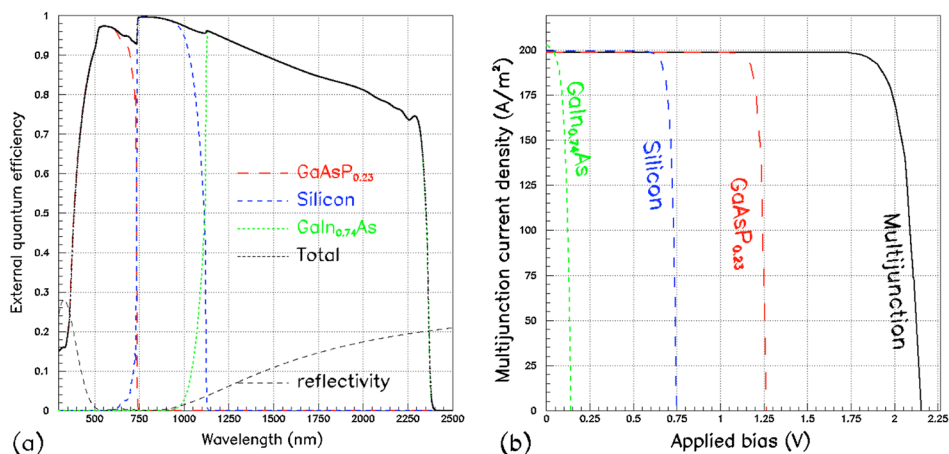 External quantum efficiency
1
0.9
0.8
0.7
0.6
0.5
0.4
0.3
0.2
0.1
0
GaAsP0.23
Silicon
GaIn0.74As
Total
reflectivity
500 750 1000 1250 1500 1750 2000 2250 2500
Wavelength (nm)
(a)
Multijunction current density (A/m²)
200
175
150
125
100
75
50
25
0
GaIn0.74As
Silicon
GaAsP0.23
Multijunction
0 0.25 0.5 0.75 1 1.25 1.5 1.75 2 2.25
Applied bias (V)
(b)